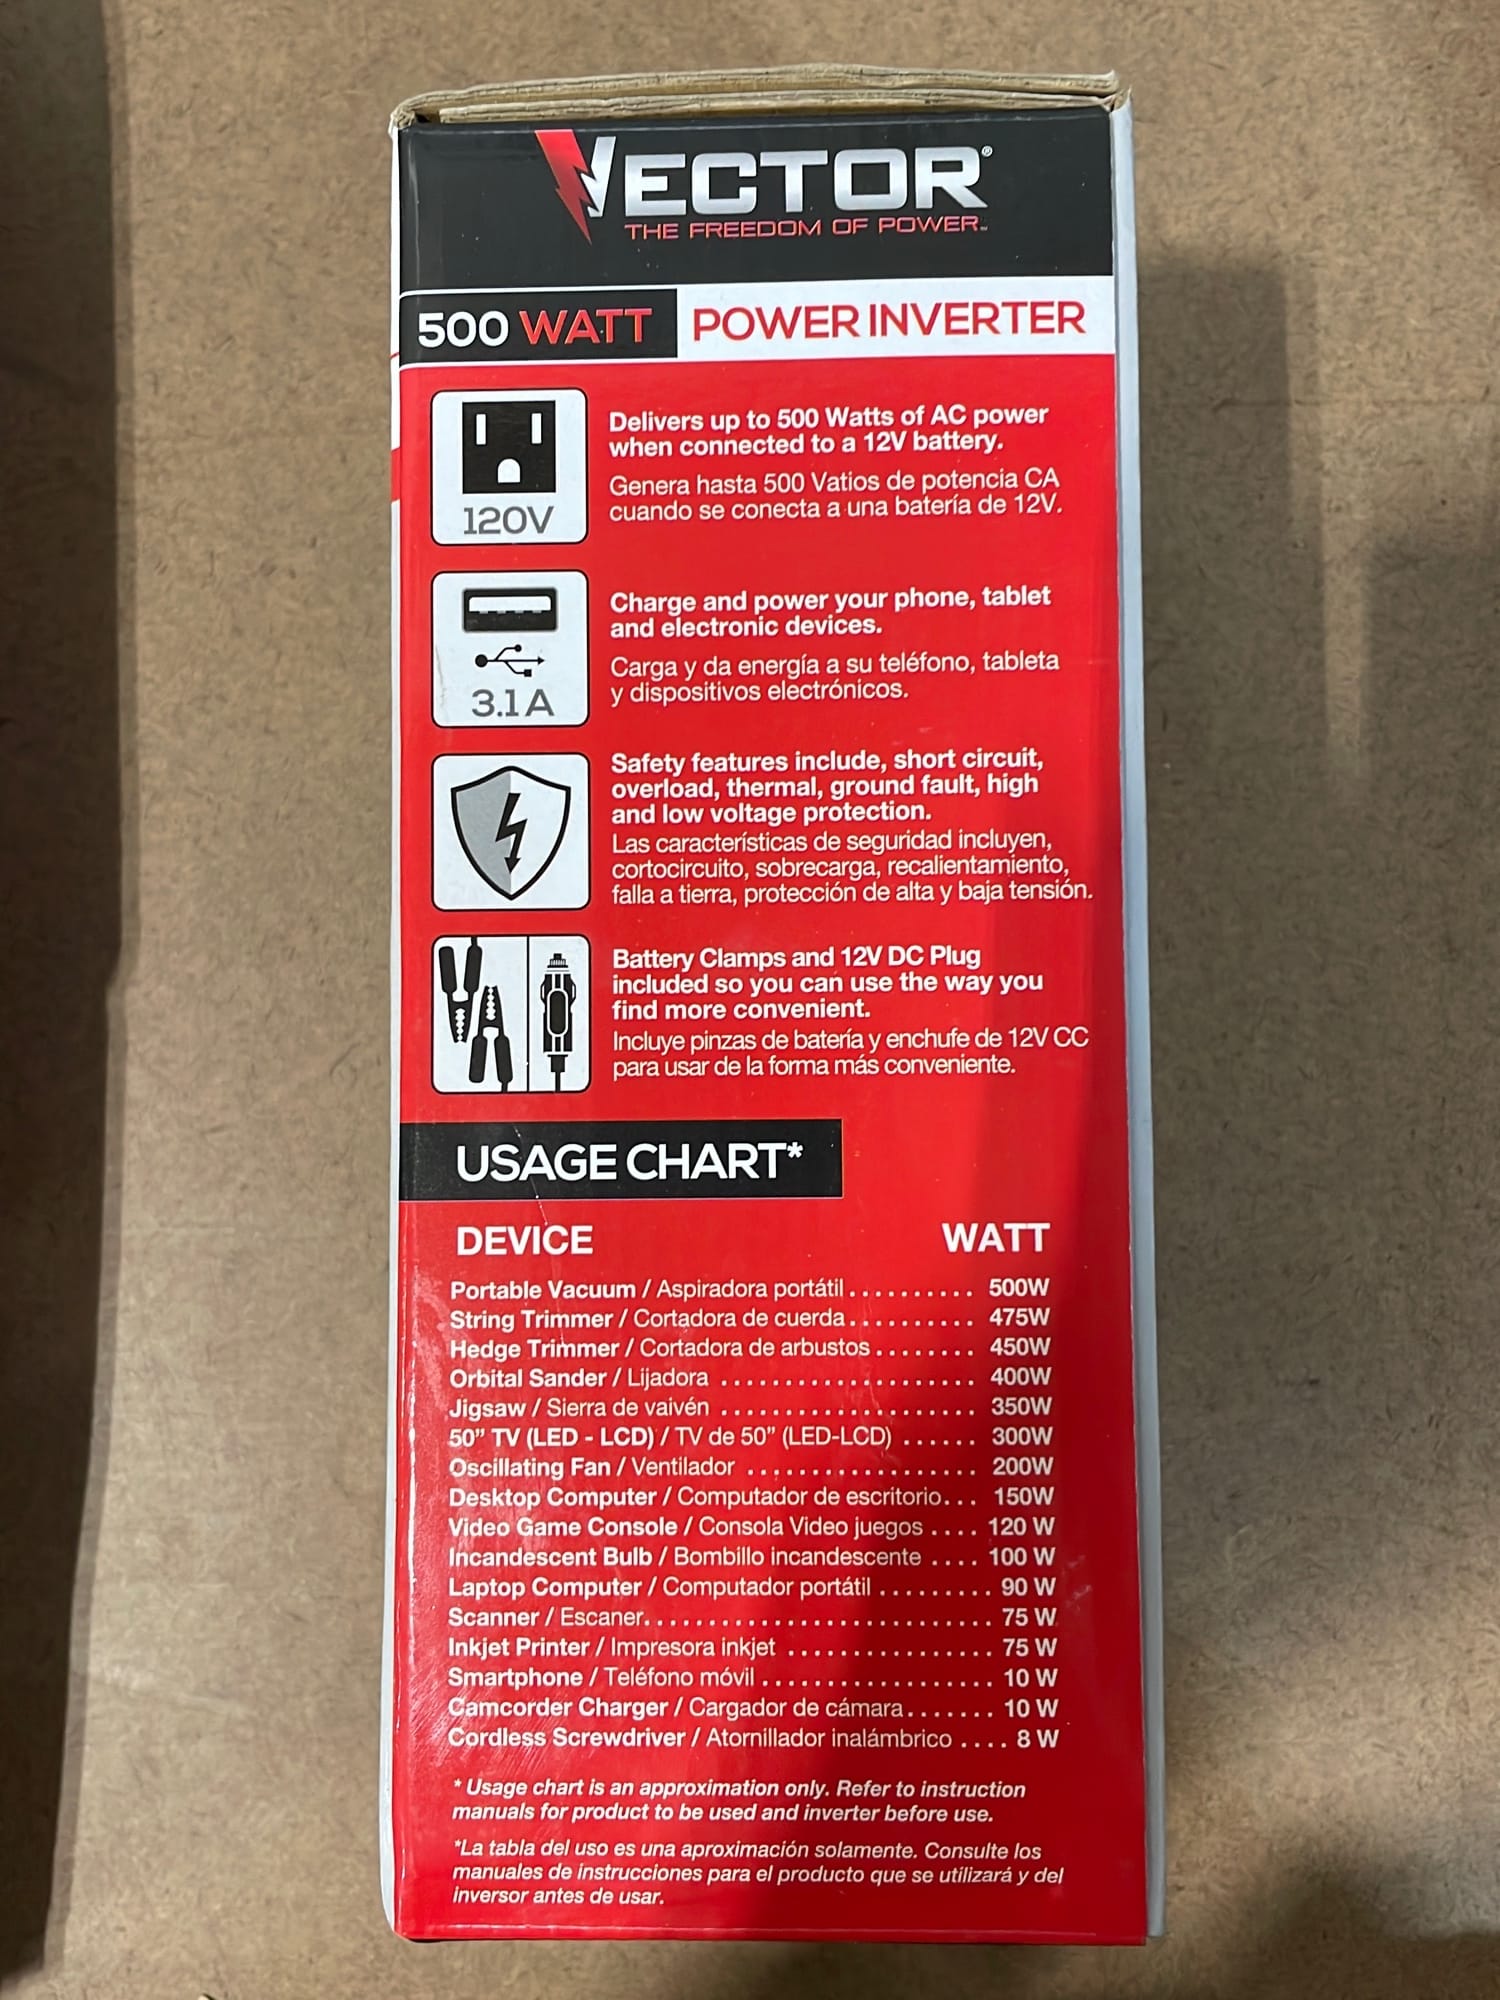 VECTOR®
THE FREEDOM OF POWER™
500 WATT POWER INVERTER
120V
Delivers up to 500 Watts of AC power
when connected to a 12V battery.
Genera hasta 500 Vatios de potencia CA
cuando se conecta a una batería de 12V.
3.1 A
Charge and power your phone, tablet
and electronic devices.
Carga y da energía a su teléfono, tableta
y dispositivos electrónicos.
Safety features include, short circuit,
overload, thermal, ground fault, high
and low voltage protection.
Las características de seguridad incluyen,
cortocircuito, sobrecarga, recalientamiento,
falla a tierra, protección de alta y baja tensión.
Battery Clamps and 12V DC Plug
included so you can use the way you
find more convenient.
Incluye pinzas de batería y enchufe de 12V CC
para usar de la forma más conveniente.
USAGE CHART*
DEVICE WATT
Portable Vacuum / Aspiradora portátil .......... 500W
String Trimmer / Cortadora de cuerda .......... 475W
Hedge Trimmer / Cortadora de arbustos ........ 450W
Orbital Sander / Lijadora .................... 400W
Jigsaw / Sierra de vaivén .................... 350W
50” TV (LED - LCD) / TV de 50” (LED-LCD) ...... 300W
Oscillating Fan / Ventilador .................. 200W
Desktop Computer / Computador de escritorio... 150W
Video Game Console / Consola Video juegos .... 120 W
Incandescent Bulb / Bombillo incandescente .... 100 W
Laptop Computer / Computador portátil ......... 90 W
Scanner / Escaner........................... 75 W
Inkjet Printer / Impresora inkjet ................ 75 W
Smartphone / Teléfono móvil .................. 10 W
Camcorder Charger / Cargador de cámara....... 10 W
Cordless Screwdriver / Atornillador inalámbrico .... 8 W
* Usage chart is an approximation only. Refer to instruction
manuals for product to be used and inverter before use.
*La tabla del uso es una aproximación solamente. Consulte los
manuales de instrucciones para el producto que se utilizará y del
inversor antes de usar.